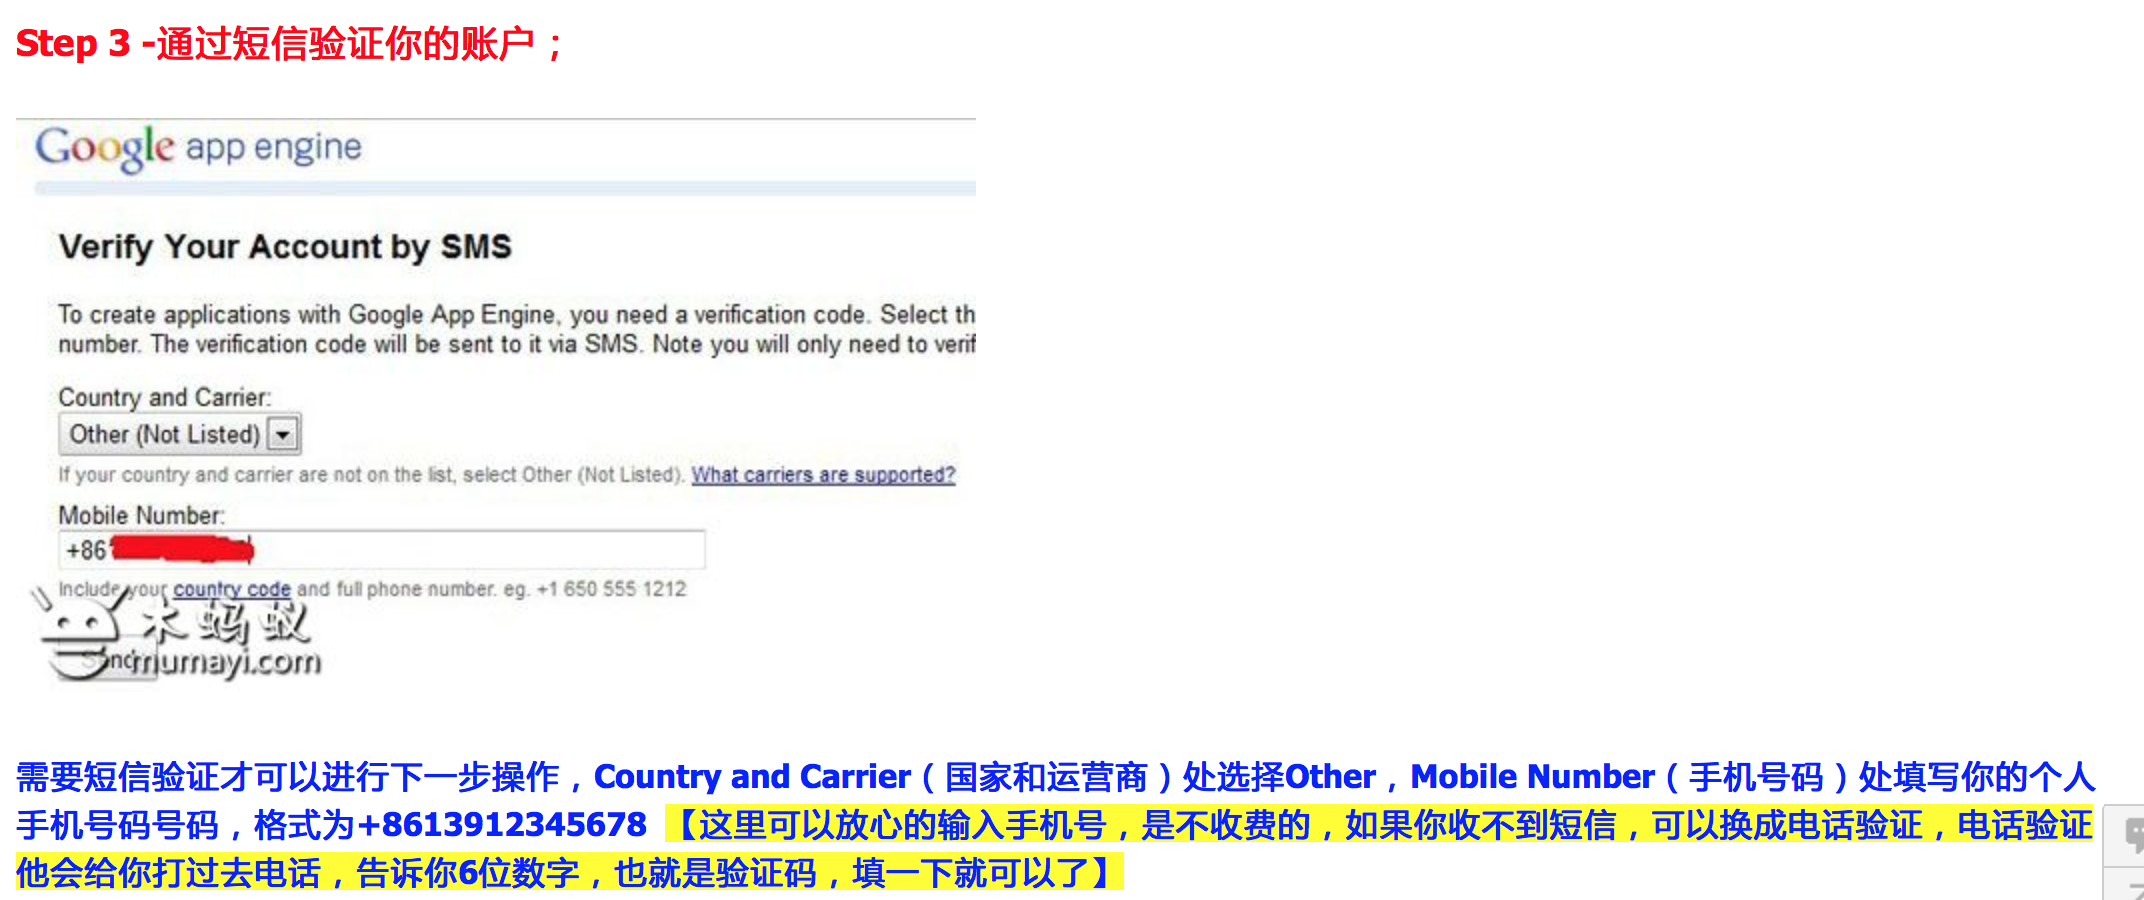 Step 3 -通过短信验证你的账户；
Google app engine
Verify Your Account by SMS
To create applications with Google App Engine, you need a verification code. Select th
number. The verification code will be sent to it via SMS. Note you will only need to verif
Country and Carrier:
Other (Not Listed)
If your country and carrier are not on the list, select Other (Not Listed). What carriers are supported?
Mobile Number:
+86
Include your country code and full phone number. eg. +1 650 555 1212
木蚂蚁
mumayi.com
需要短信验证才可以进行下一步操作，Country and Carrier（国家和运营商）处选择Other，Mobile Number（手机号码）处填写你的个人
手机号码号码，格式为+8613912345678 【这里可以放心的输入手机号，是不收费的，如果你收不到短信，可以换成电话验证，电话验证
他会给你打过去电话，告诉你6位数字，也就是验证码，填一下就可以了】